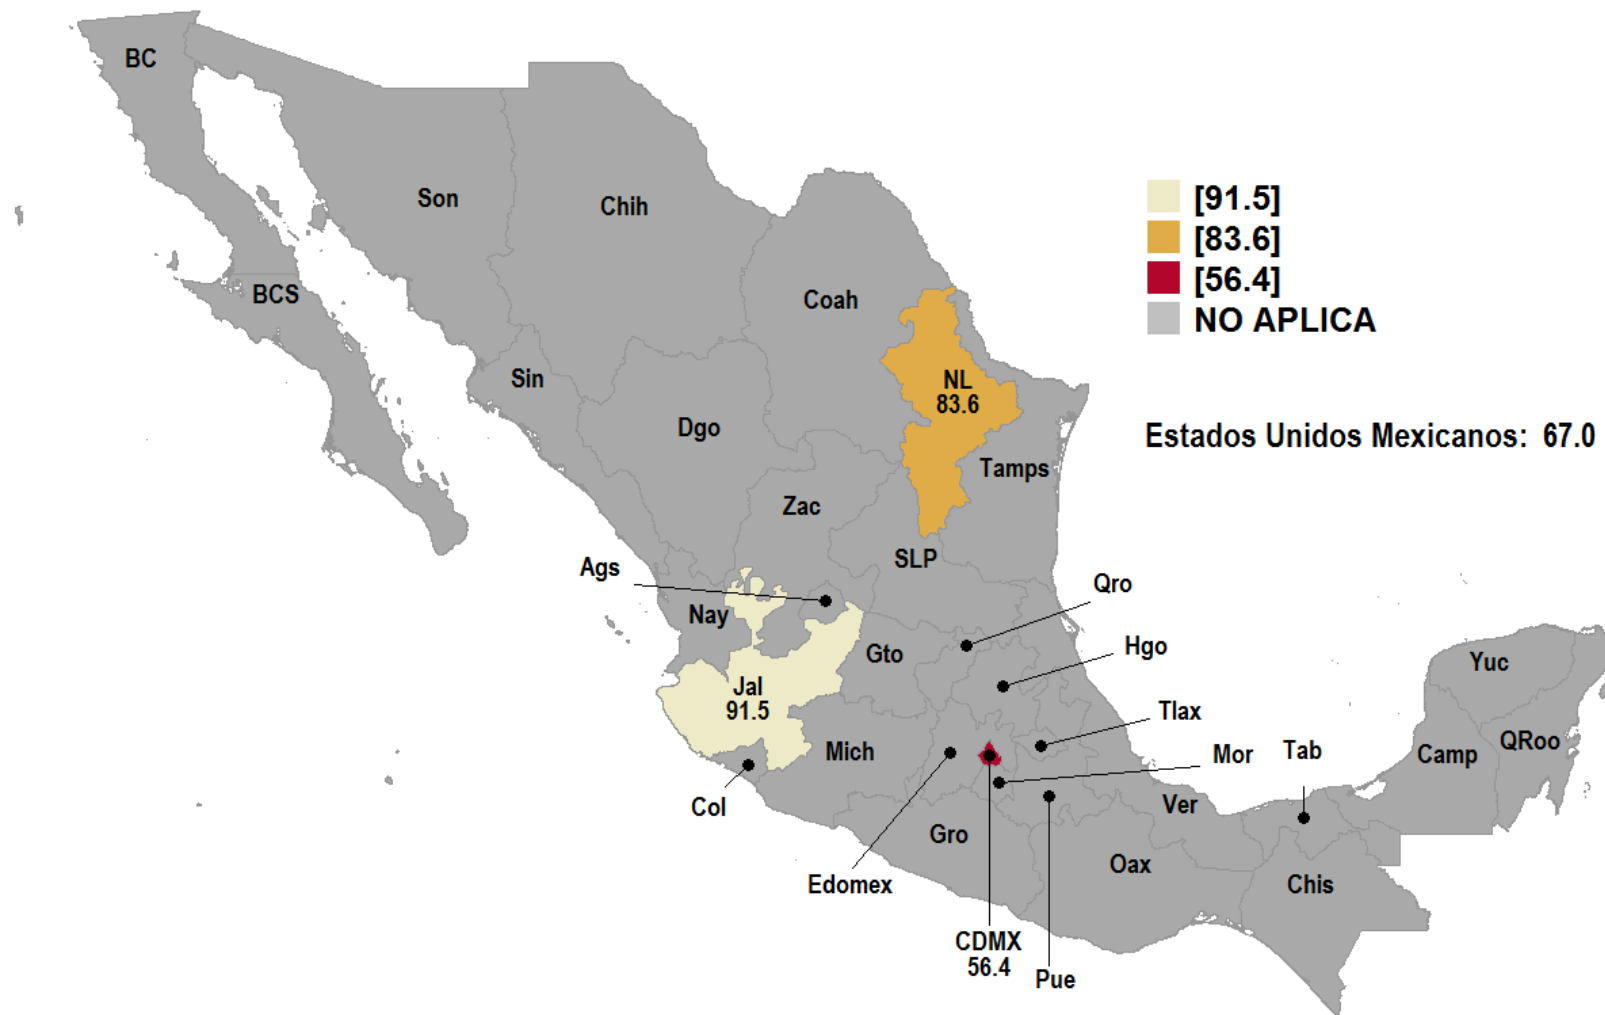 BC
Son
Chih
[91.5]
[83.6]
[56.4]
NO APLICA
BCS
Coah
Sin
NL
83.6
Dgo
Estados Unidos Mexicanos: 67.0
Tamps
Zac
SLP
Ags
Qro
Nay
Gto
Hgo
Yuc
Jal
91.5
Tlax
Mich
Mor
Tab
Camp
QRoo
Col
Ver
Gro
Oax
Edomex
Chis
CDMX
56.4
Pue